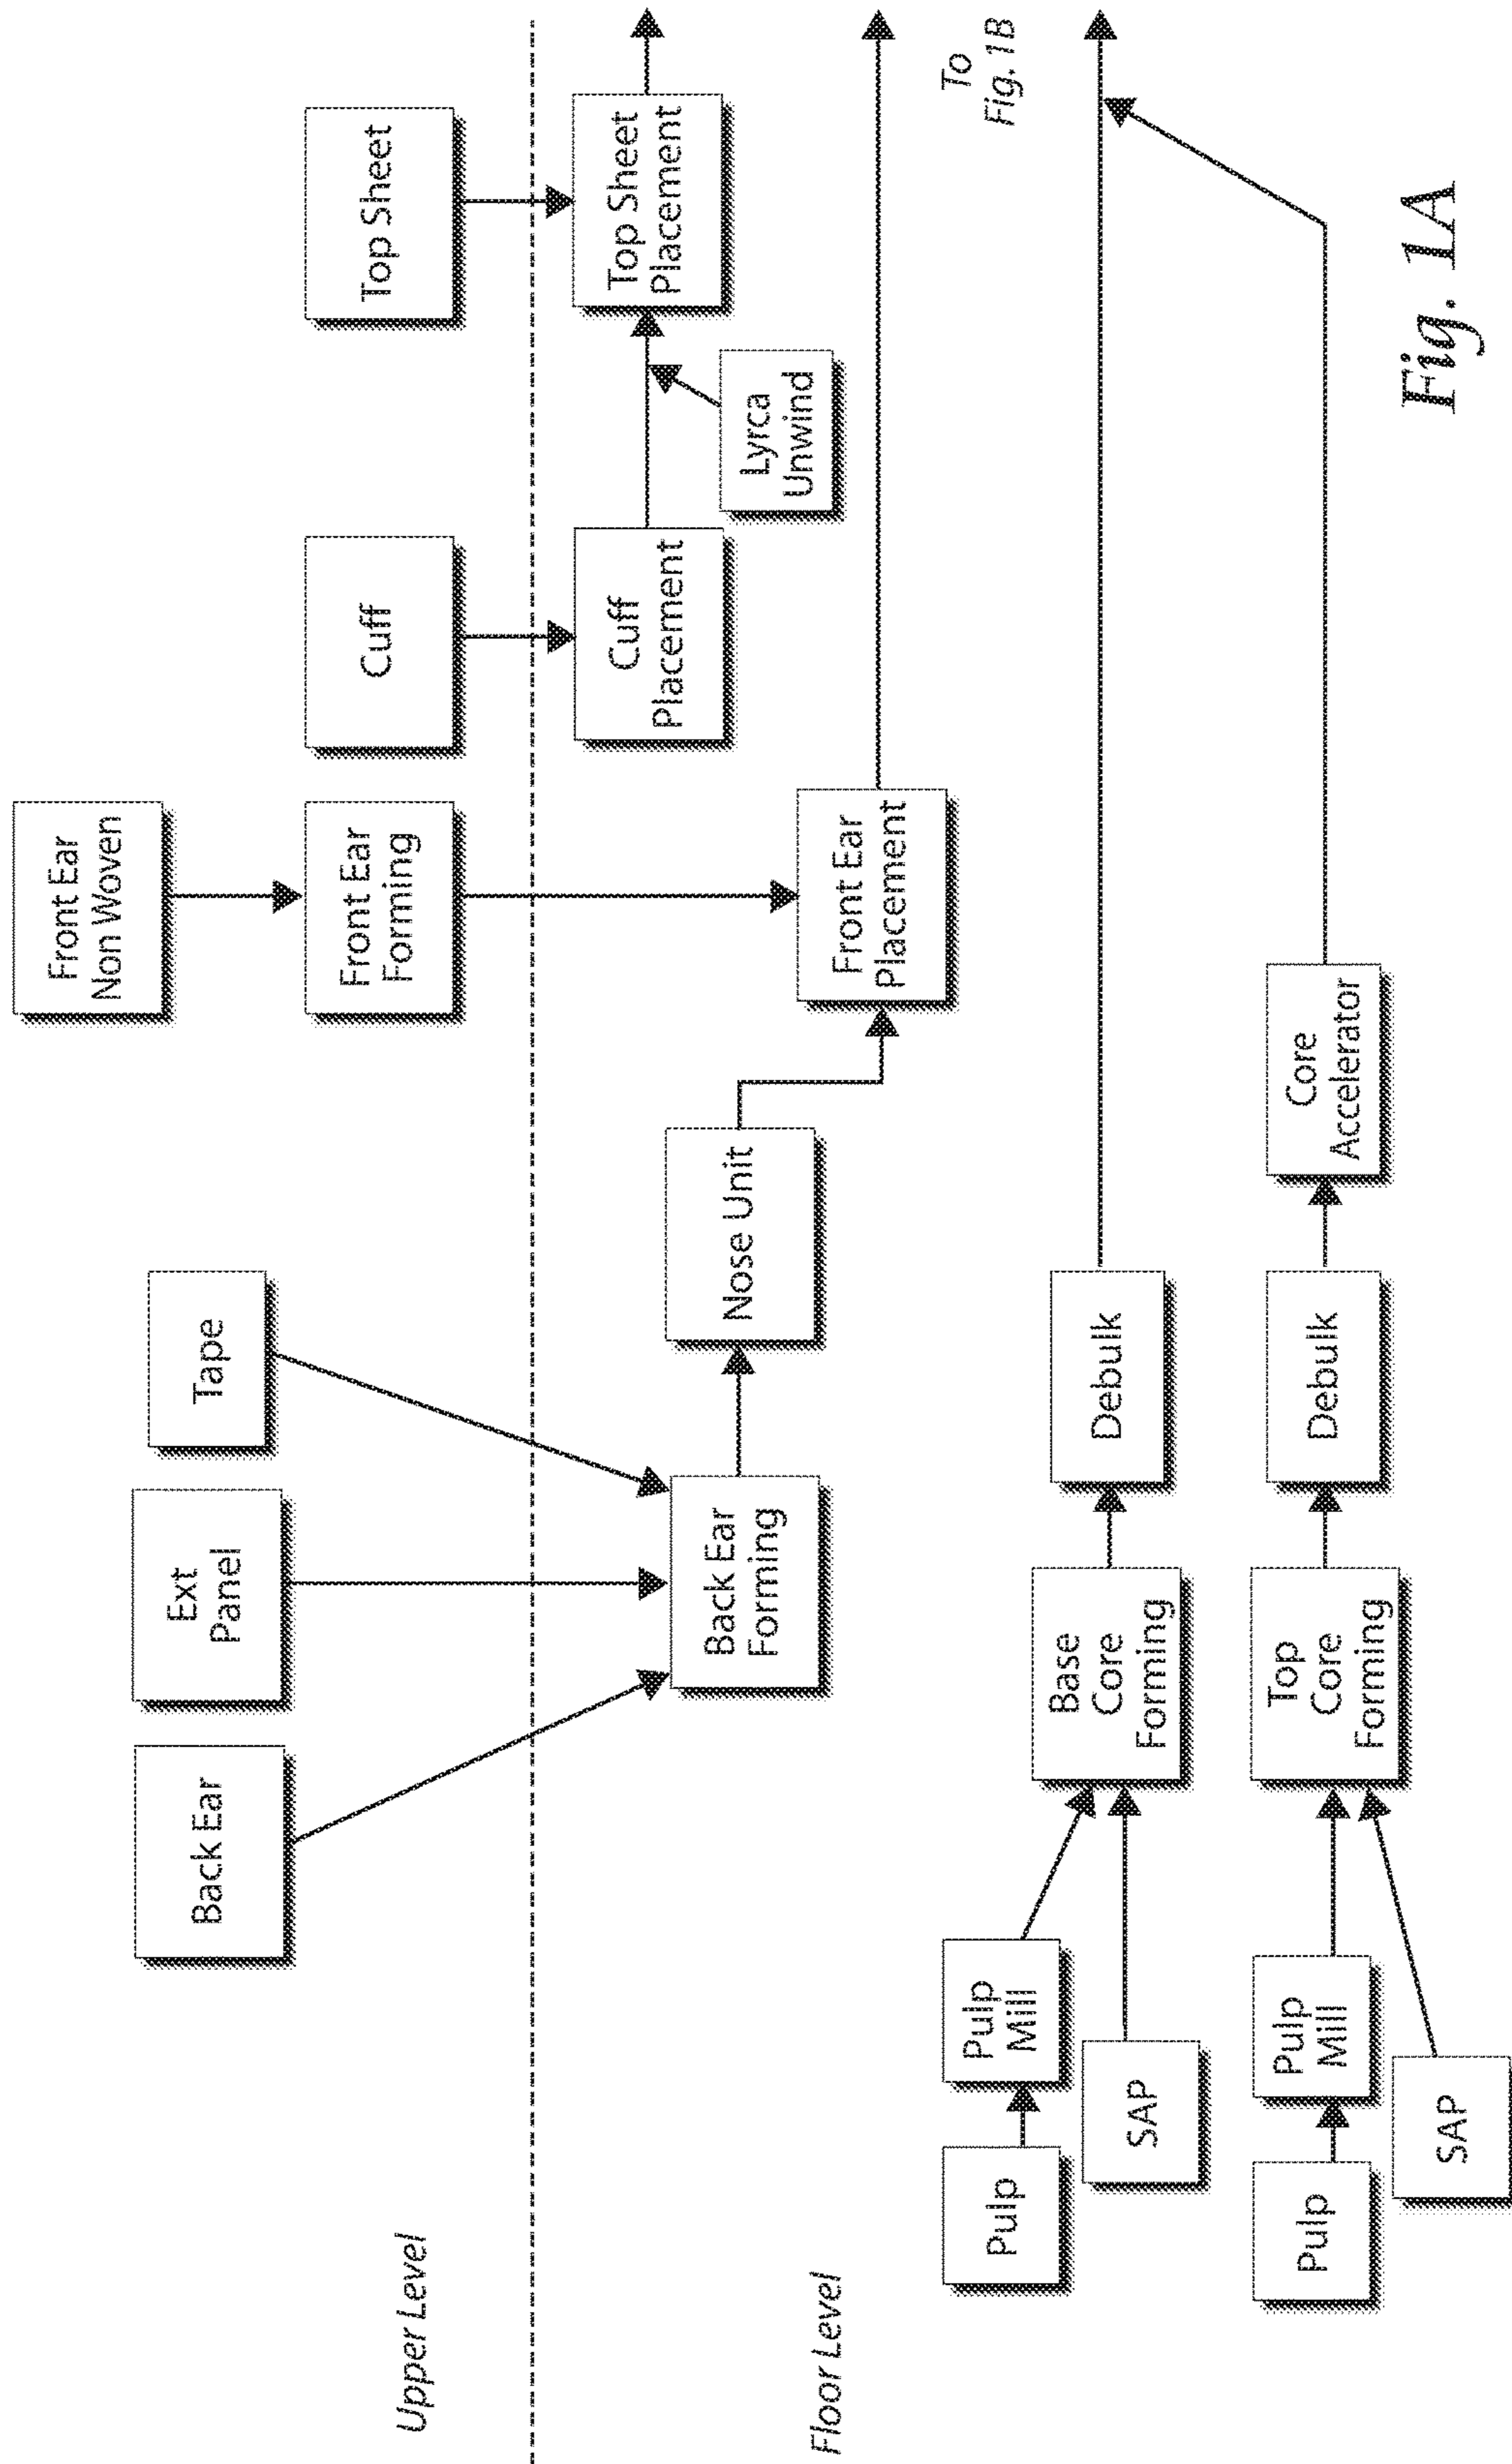 Front Ear
Non Woven
Back Ear
Ext
Panel
Tape
Front Ear
Forming
Cuff
Top Sheet
Upper Level
Cuff
Placement
Top Sheet
Placement
Lyrca
Unwind
Back Ear
Forming
Nose Unit
Front Ear
Placement
Floor Level
To
Fig. 1B
Pulp
Pulp
Mill
SAP
Base
Core
Forming
Debulk
Pulp
Pulp
Mill
SAP
Top
Core
Forming
Debulk
Core
Accelerator
Fig. 1A